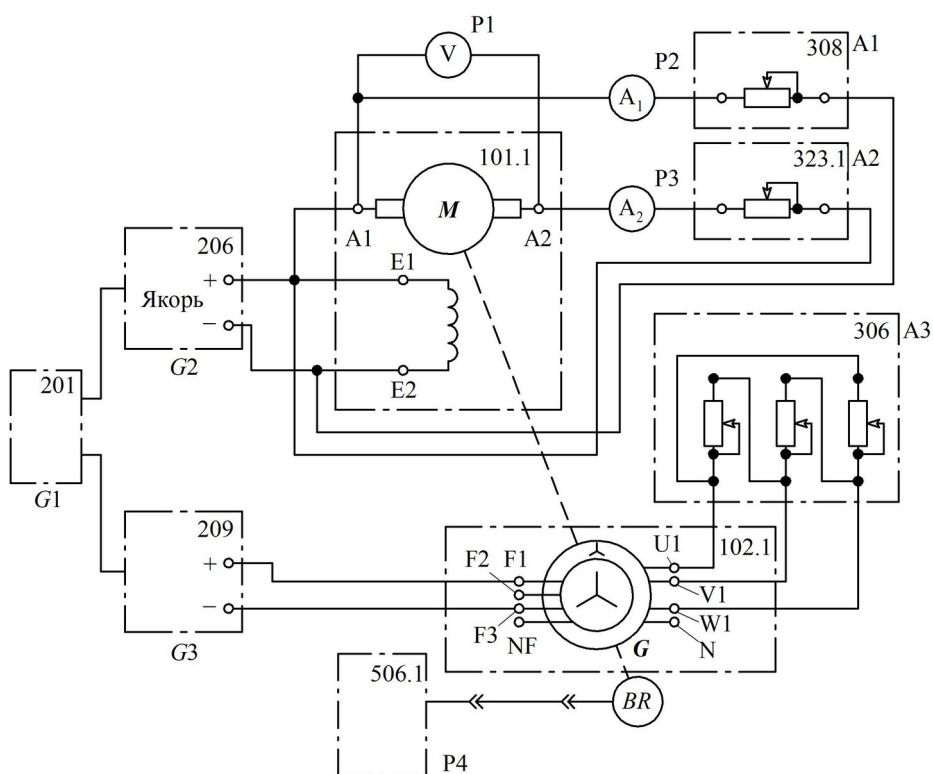 P1
V
P2
A₁
308
A1
101.1
P3
A₂
323.1
A2
M
A1
A2
206
+
Якорь
−
G2
E1
E2
306
A3
201
G1
209
+
−
G3
102.1
F2
F1
F3
NF
U1
V1
W1
N
G
506.1
P4
BR